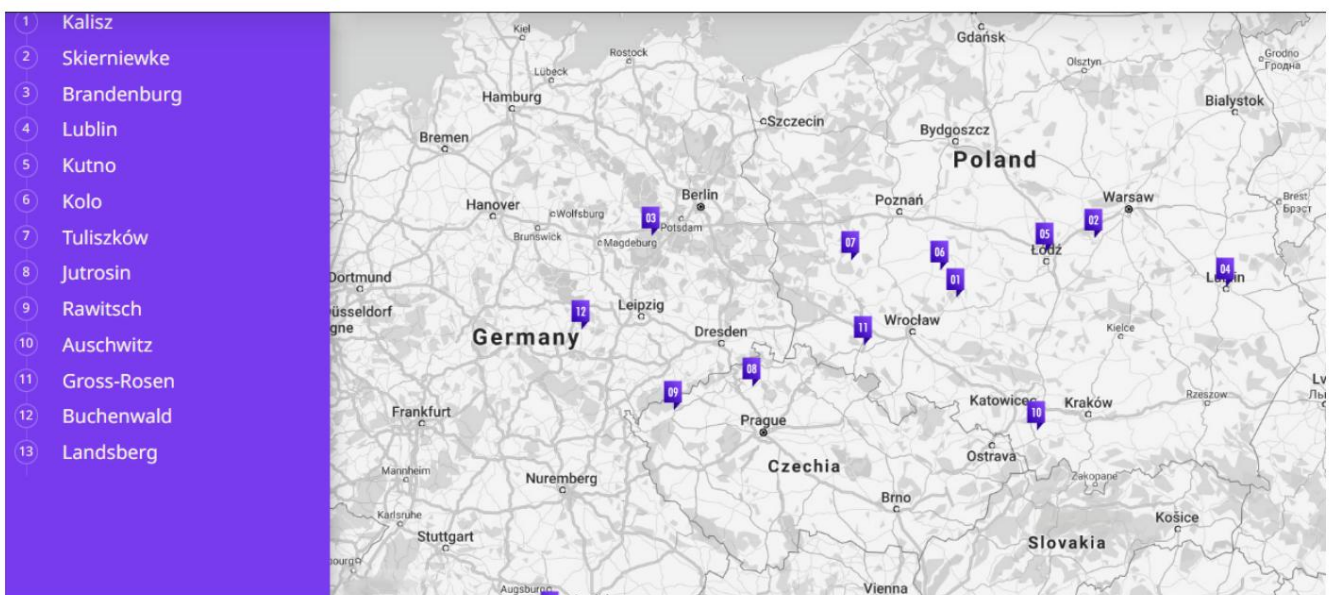 1 Kalisz
2 Skierniewke
3 Brandenburg
4 Lublin
5 Kutno
6 Kolo
7 Tuliszków
8 Jutrosin
9 Rawitsch
10 Auschwitz
11 Gross-Rosen
12 Buchenwald
13 Landsberg
Kiel
Gdańsk
Rostock
Olsztyn
Grodno
Гродна
Lübeck
Hamburg
Bialystok
Szczecin
Bremen
Bydgoszcz
Poland
Berlin
Hanover
Wolfsburg
Poznań
Warsaw
Brest
Брэст
03
Potsdam
02
Brunswick
Magdeburg
05
07
06
Łódź
Dortmund
01
04
Leipzig
12
Germany
Dresden
11
Wrocław
Kielce
08
09
Katowice
Kraków
Rzeszow
10
Frankfurt
Prague
Ostrava
Czechia
Mannheim
Nuremberg
Zakopane
Brno
Karlsruhe
Košice
Stuttgart
Slovakia
Augsburg
Vienna